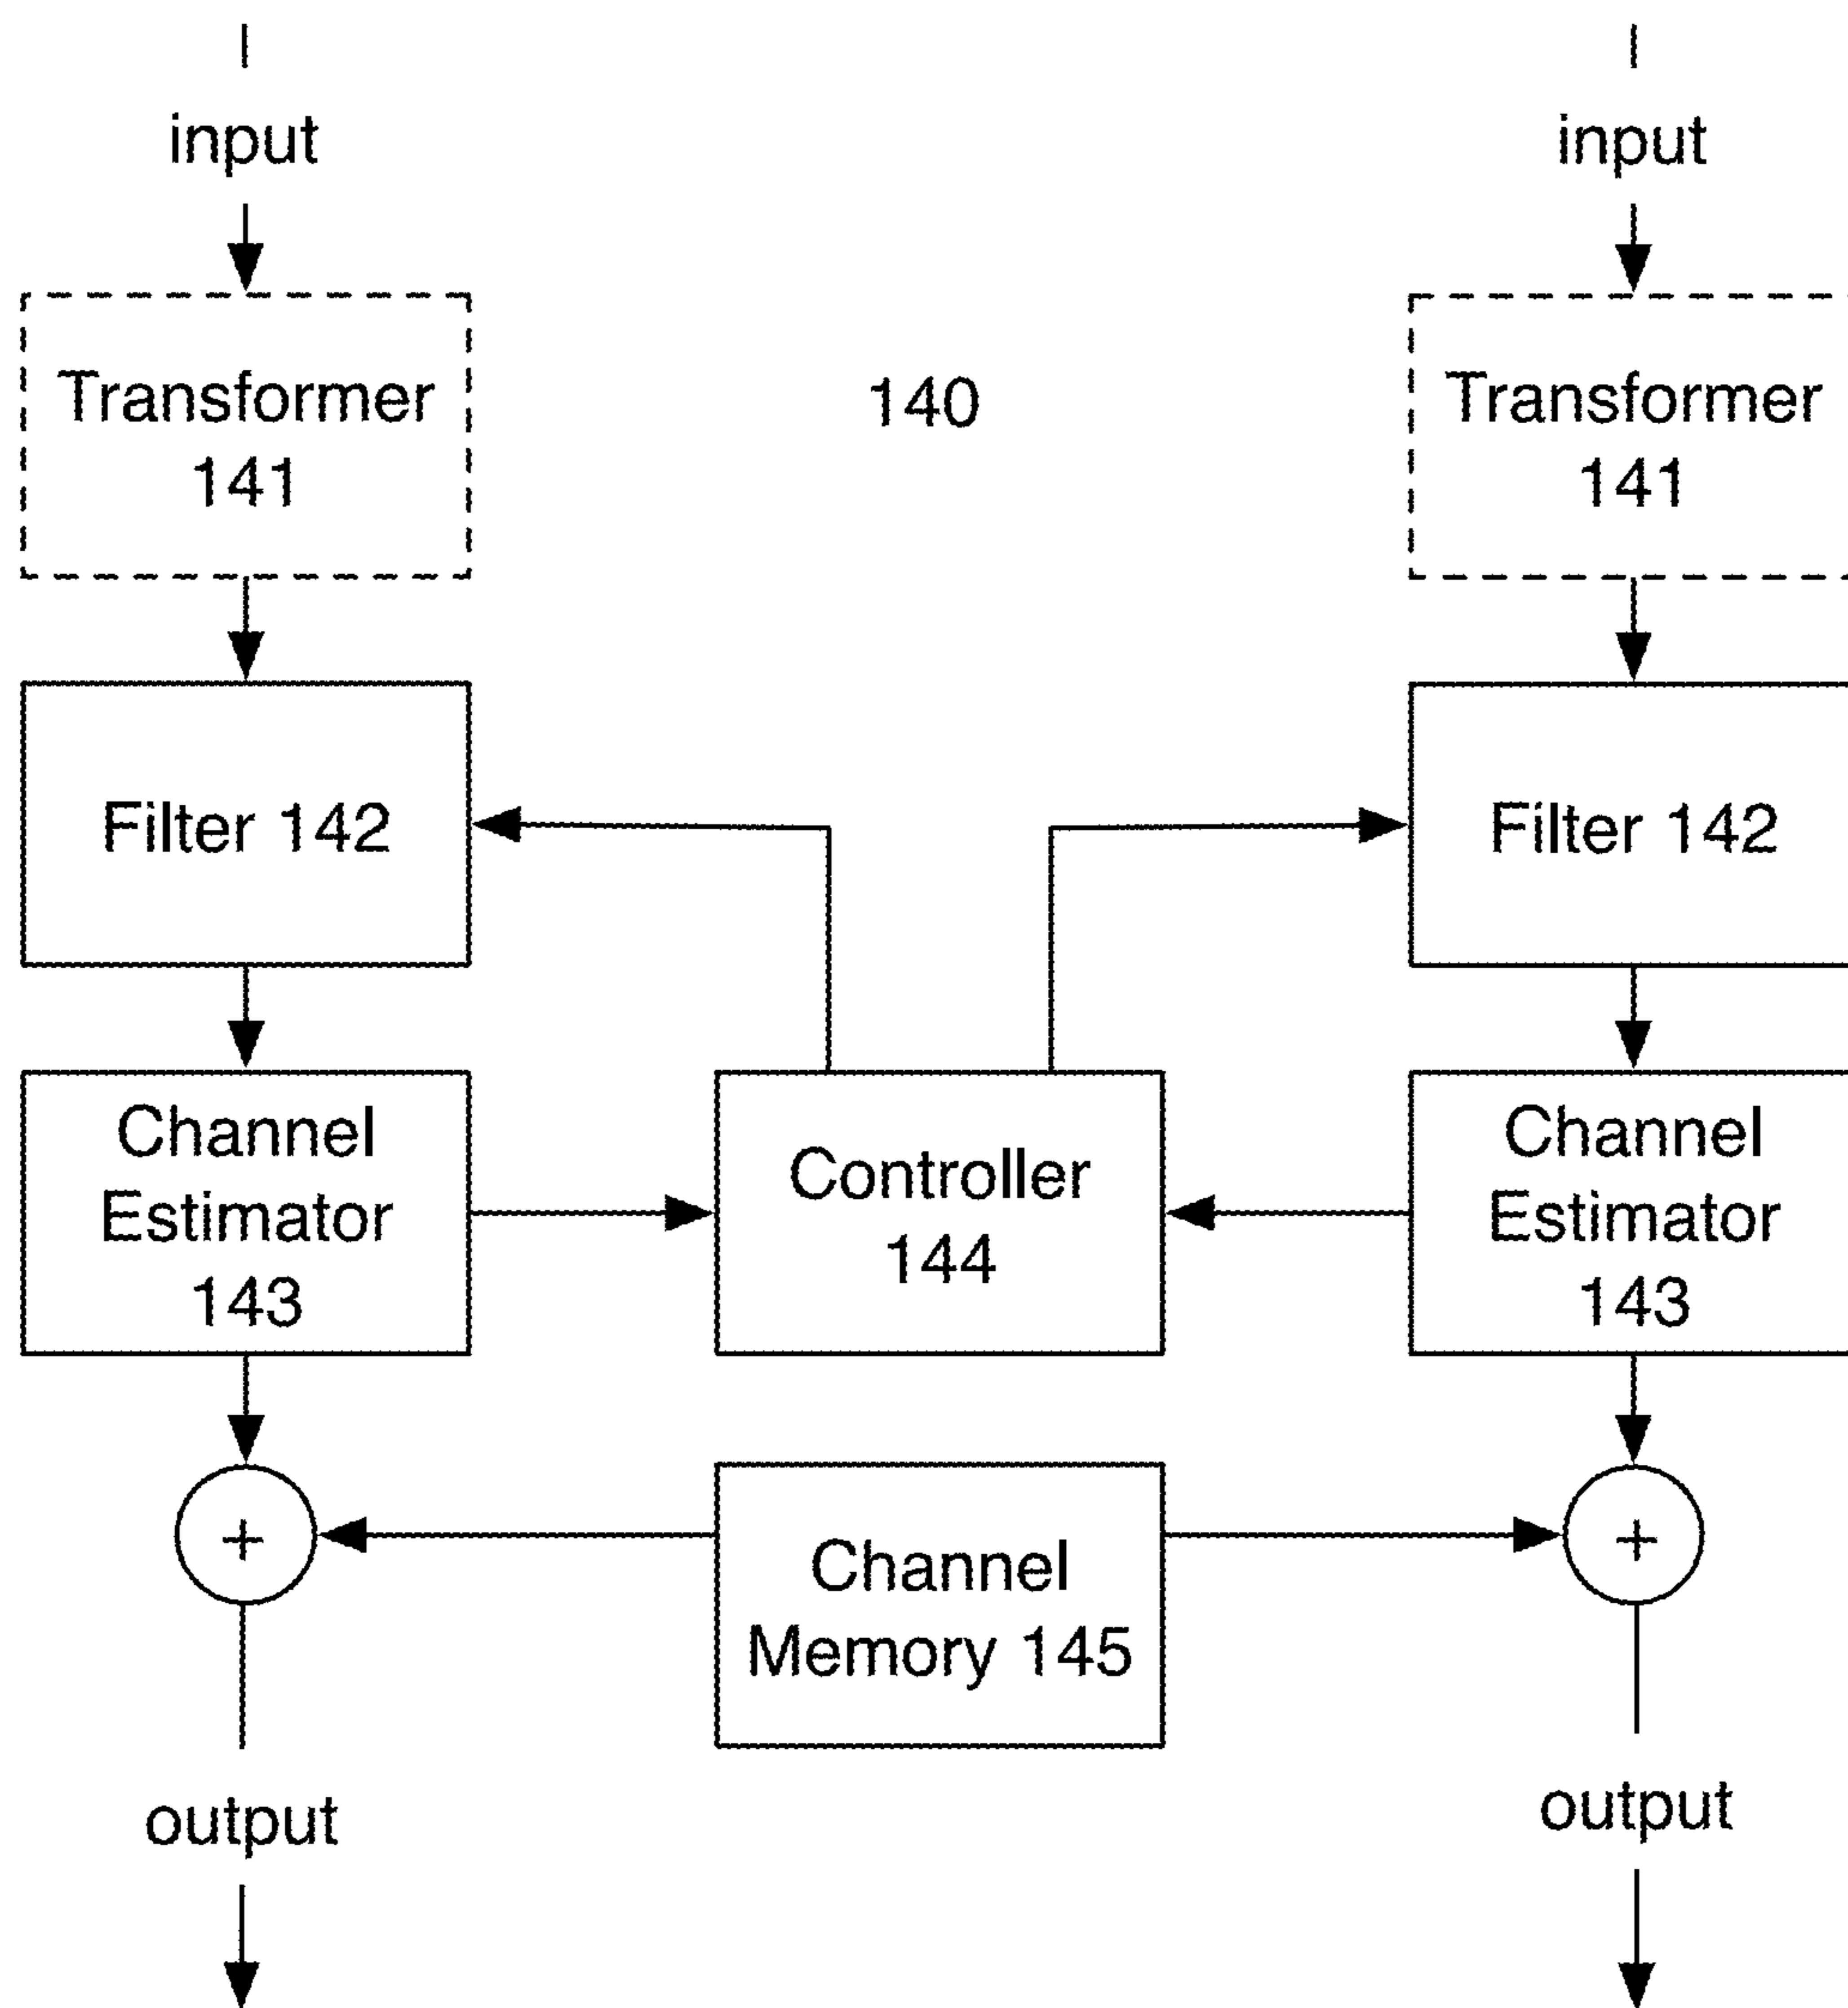 input
input
Transformer
141
140
Transformer
141
Filter 142
Filter 142
Channel
Estimator
143
Controller
144
Channel
Estimator
143
+
Channel
Memory 145
+
output
output